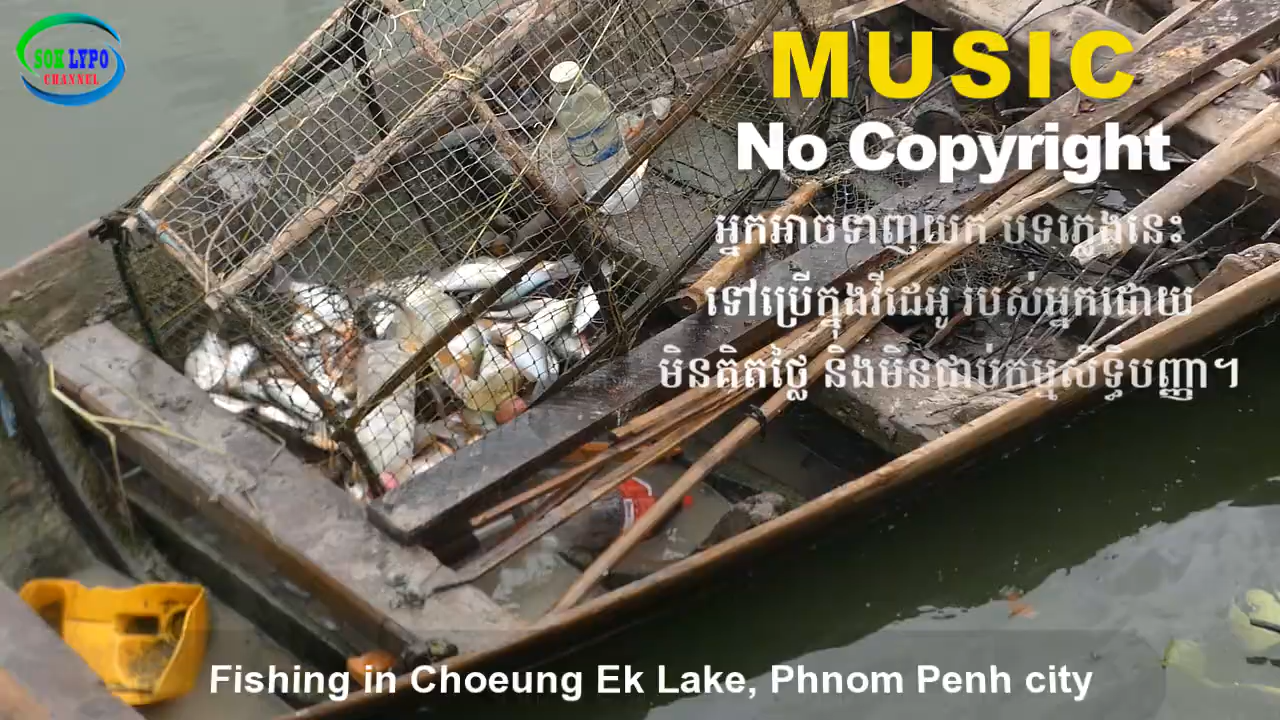 SOK LYPO
CHANNEL
MUSIC
No Copyright
អ្នកអាចទាញយក បទភ្លេងនេះ
ទៅប្រើក្នុងវីដេអូ របស់អ្នកដោយ
មិនគិតថ្លៃ និងមិនជាប់កម្មសិទ្ធិបញ្ញា។
Fishing in Choeung Ek Lake, Phnom Penh city